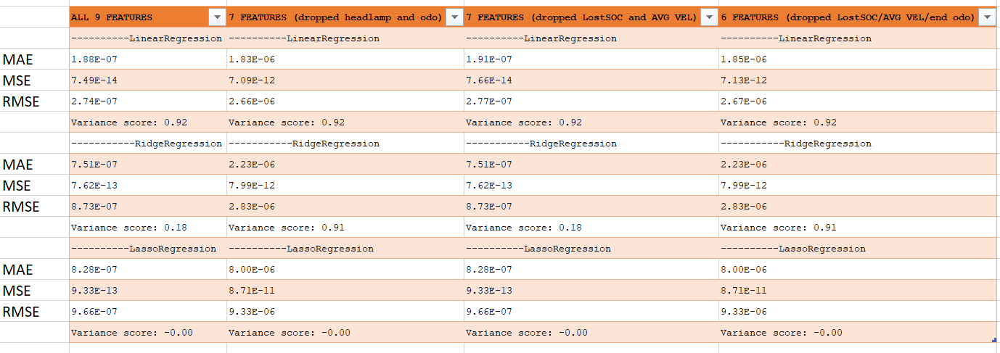 ALL 9 FEATURES 7 FEATURES (dropped headlamp and odo) 7 FEATURES (dropped LostSOC and AVG VEL) 6 FEATURES (dropped LostSOC/AVG VEL/end odo)
----------LinearRegression ----------LinearRegression ----------LinearRegression ----------LinearRegression
MAE 1.88E-07 1.83E-06 1.91E-07 1.85E-06
MSE 7.49E-14 7.09E-12 7.66E-14 7.13E-12
RMSE 2.74E-07 2.66E-06 2.77E-07 2.67E-06
Variance score: 0.92 Variance score: 0.92 Variance score: 0.92 Variance score: 0.92
-----------RidgeRegression -----------RidgeRegression -----------RidgeRegression -----------RidgeRegression
MAE 7.51E-07 2.23E-06 7.51E-07 2.23E-06
MSE 7.62E-13 7.99E-12 7.62E-13 7.99E-12
RMSE 8.73E-07 2.83E-06 8.73E-07 2.83E-06
Variance score: 0.18 Variance score: 0.91 Variance score: 0.18 Variance score: 0.91
----------LassoRegression ----------LassoRegression ----------LassoRegression ----------LassoRegression
MAE 8.28E-07 8.00E-06 8.28E-07 8.00E-06
MSE 9.33E-13 8.71E-11 9.33E-13 8.71E-11
RMSE 9.66E-07 9.33E-06 9.66E-07 9.33E-06
Variance score: -0.00 Variance score: -0.00 Variance score: -0.00 Variance score: -0.00